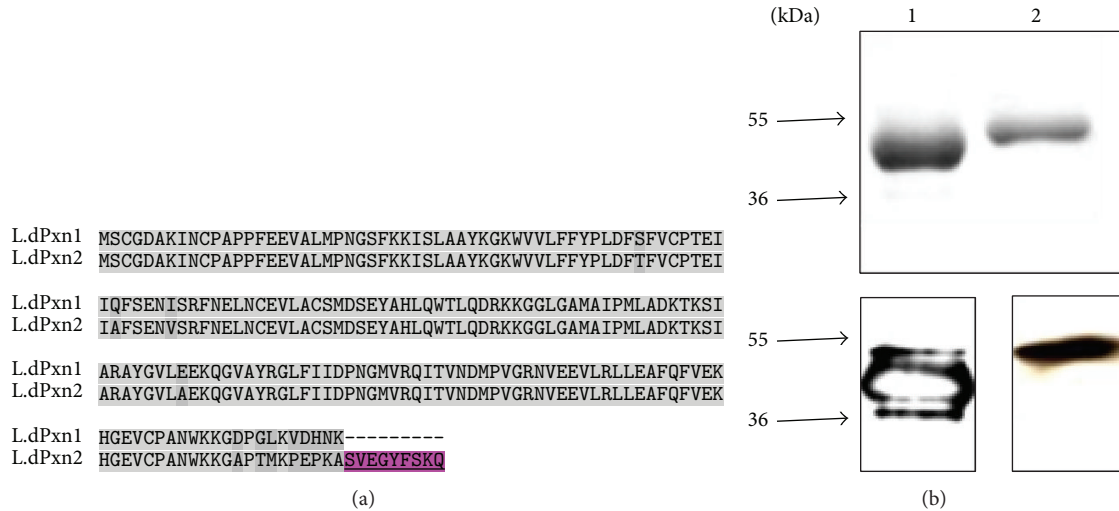 L.dPxn1 MSCGDAKINCPAPPFEEVALMPNGSFKKISLAAYKGKWVVLFFYPLDFSFVCPTEI
L.dPxn2 MSCGDAKINCPAPPFEEVALMPNGSFKKISLAAYKGKWVVLFFYPLDFTFVCPTEI
L.dPxn1 IQFSENISRFNELNCEVLACSMDSEYAHLQWTLQDRKKGGLGAMAIPMLADKTKSI
L.dPxn2 IAFSENVSRFNELNCEVLACSMDSEYAHLQWTLQDRKKGGLGAMAIPMLADKTKSI
L.dPxn1 ARAYGVLEEKQGVAYRGLFIIDPNGMVRQITVNDMPVGRNVEEVLRLLEAFQFVEK
L.dPxn2 ARAYGVLAEKQGVAYRGLFIIDPNGMVRQITVNDMPVGRNVEEVLRLLEAFQFVEK
L.dPxn1 HGEVCPANWKKGDPGLKVDHNK---------
L.dPxn2 HGEVCPANWKKGAPTMKPEPKASVEGYFSKQ
(a)
(kDa) 1 2
55
36
55
36
(b)